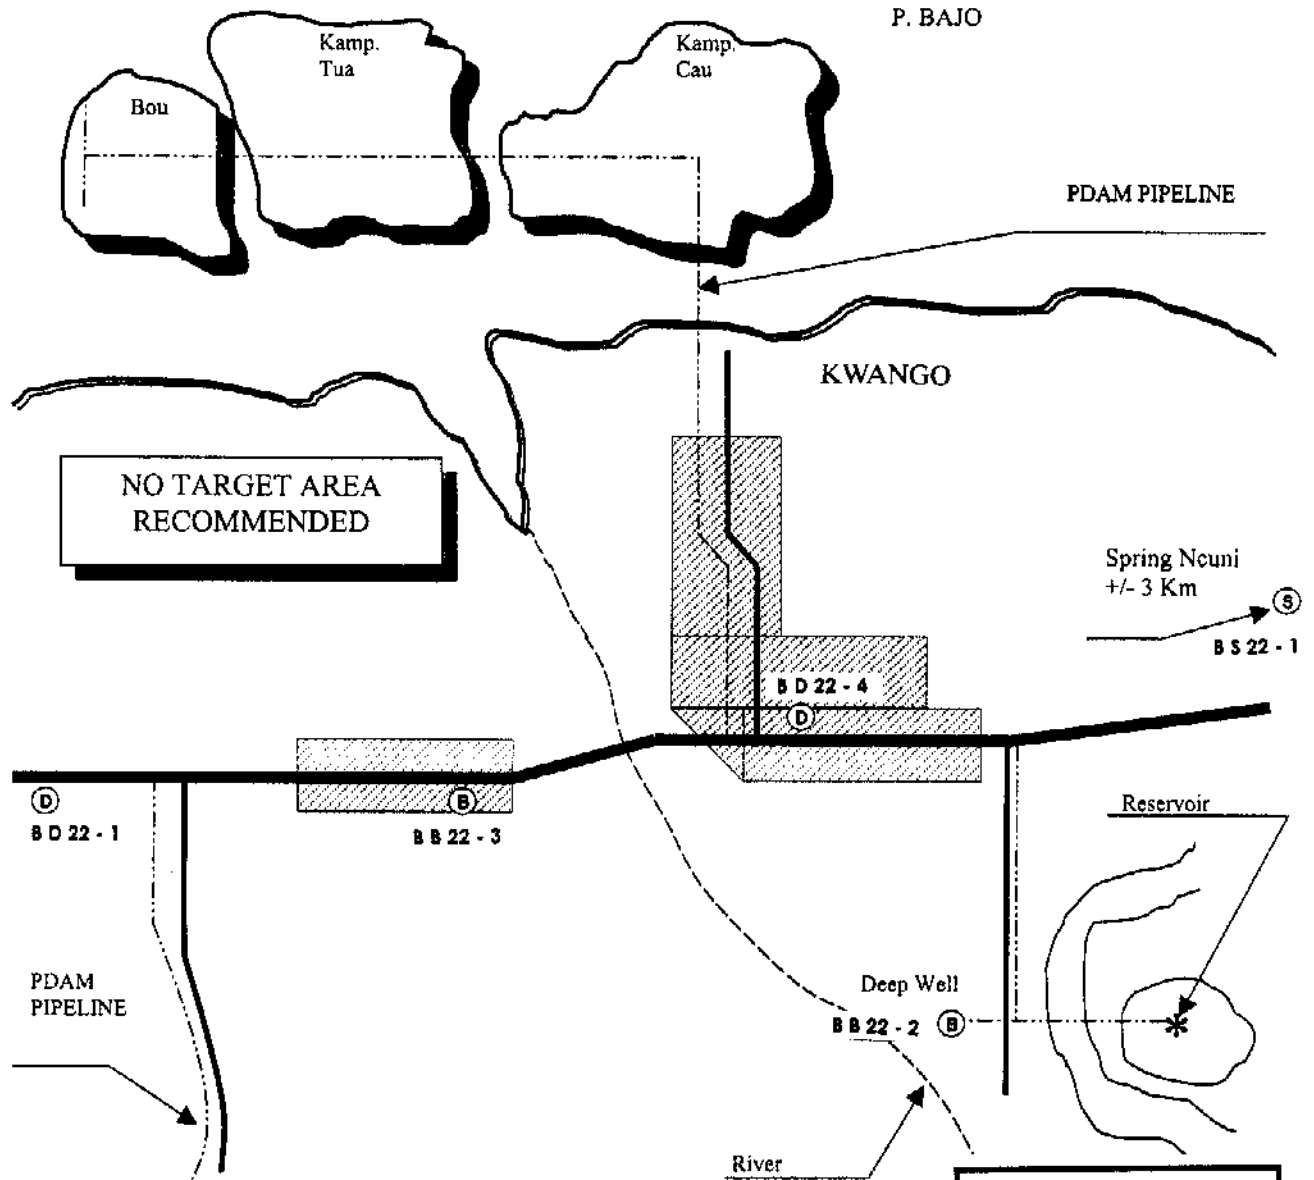 P. BAJO
Kamp.
Tua
Kamp.
Cau
Bou
PDAM PIPELINE
KWANGO
NO TARGET AREA
RECOMMENDED
Spring Ncuni
+/- 3 Km
S
B S 22 - 1
B D 22 - 4
D
D
B D 22 - 1
B
B B 22 - 3
Reservoir
PDAM
PIPELINE
Deep Well
B B 22 - 2
B
River